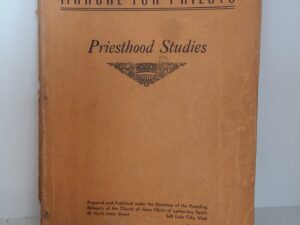 MANUAL FOR PRIESTS
Priesthood Studies
Prepared and Published under the Direction of the Presiding
Bishopric of the Church of Jesus Christ of Latter-day Saints
40 North Main Street Salt Lake City, Utah